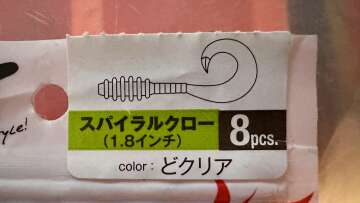 スパイラルクロー
(1.8インチ)
8pcs.
color : どクリア